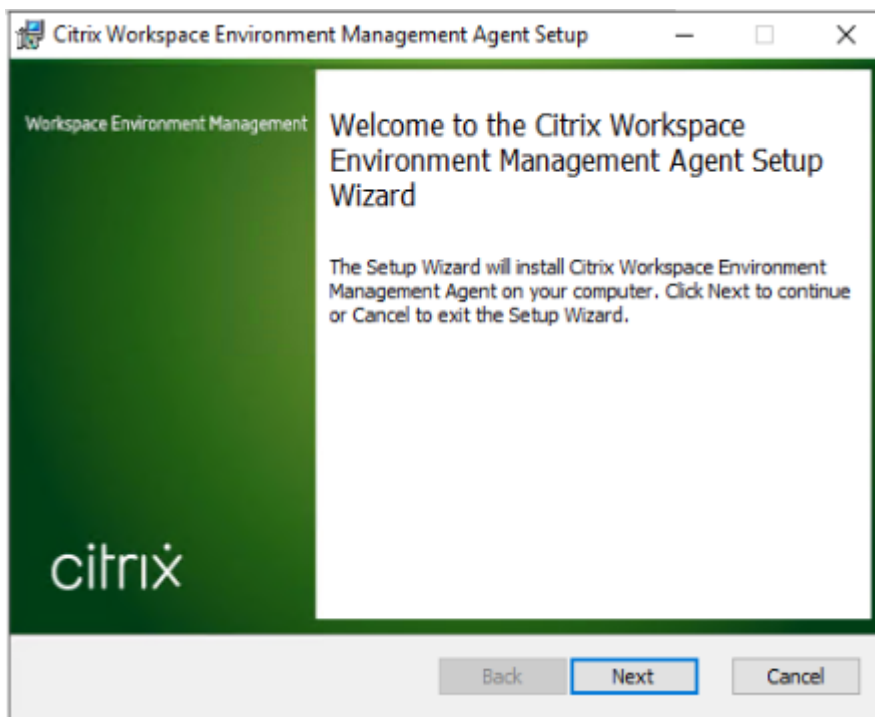 Citrix Workspace Environment Management Agent Setup
Workspace Environment Management
Welcome to the Citrix Workspace
Environment Management Agent Setup
Wizard
The Setup Wizard will install Citrix Workspace Environment
Management Agent on your computer. Click Next to continue
or Cancel to exit the Setup Wizard.
citrix
Back
Next
Cancel